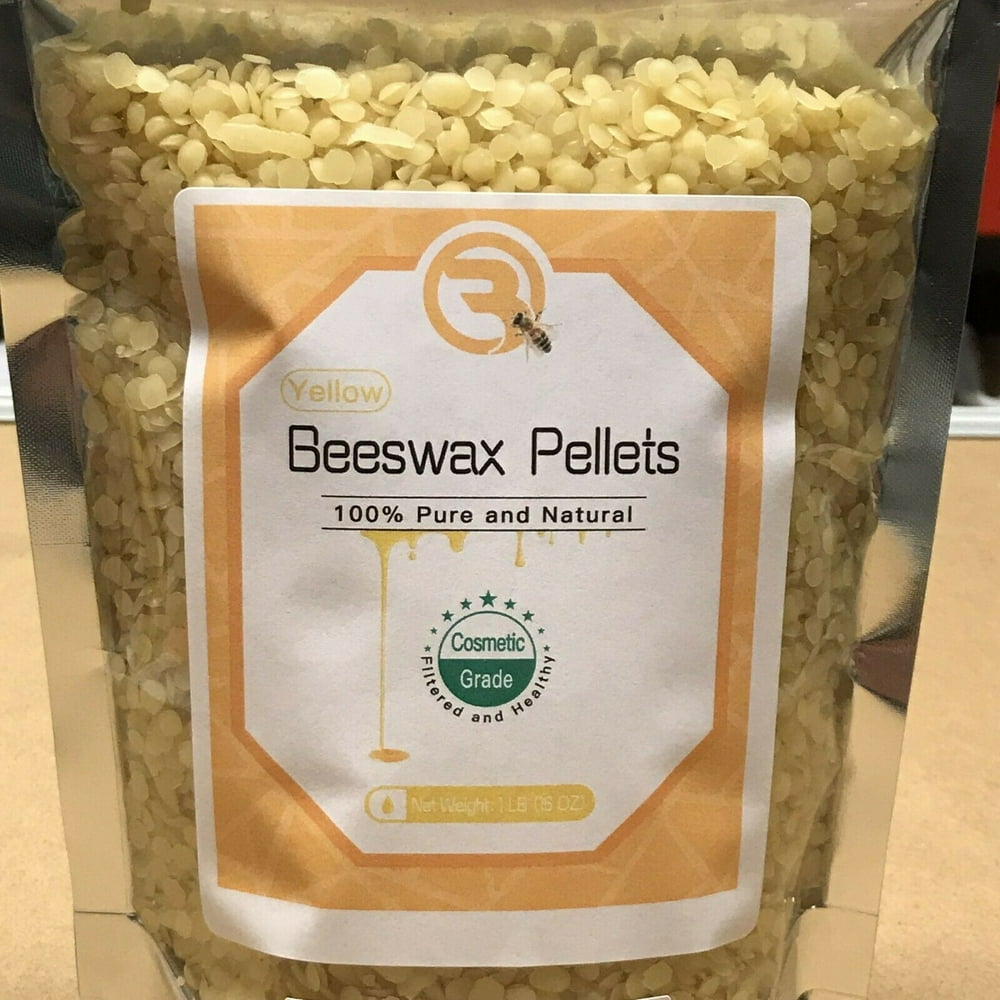 Yellow
Beeswax Pellets
100% Pure and Natural
Cosmetic
Grade
Filtered and Healthy
Net Weight: 1 LB (16 OZ)